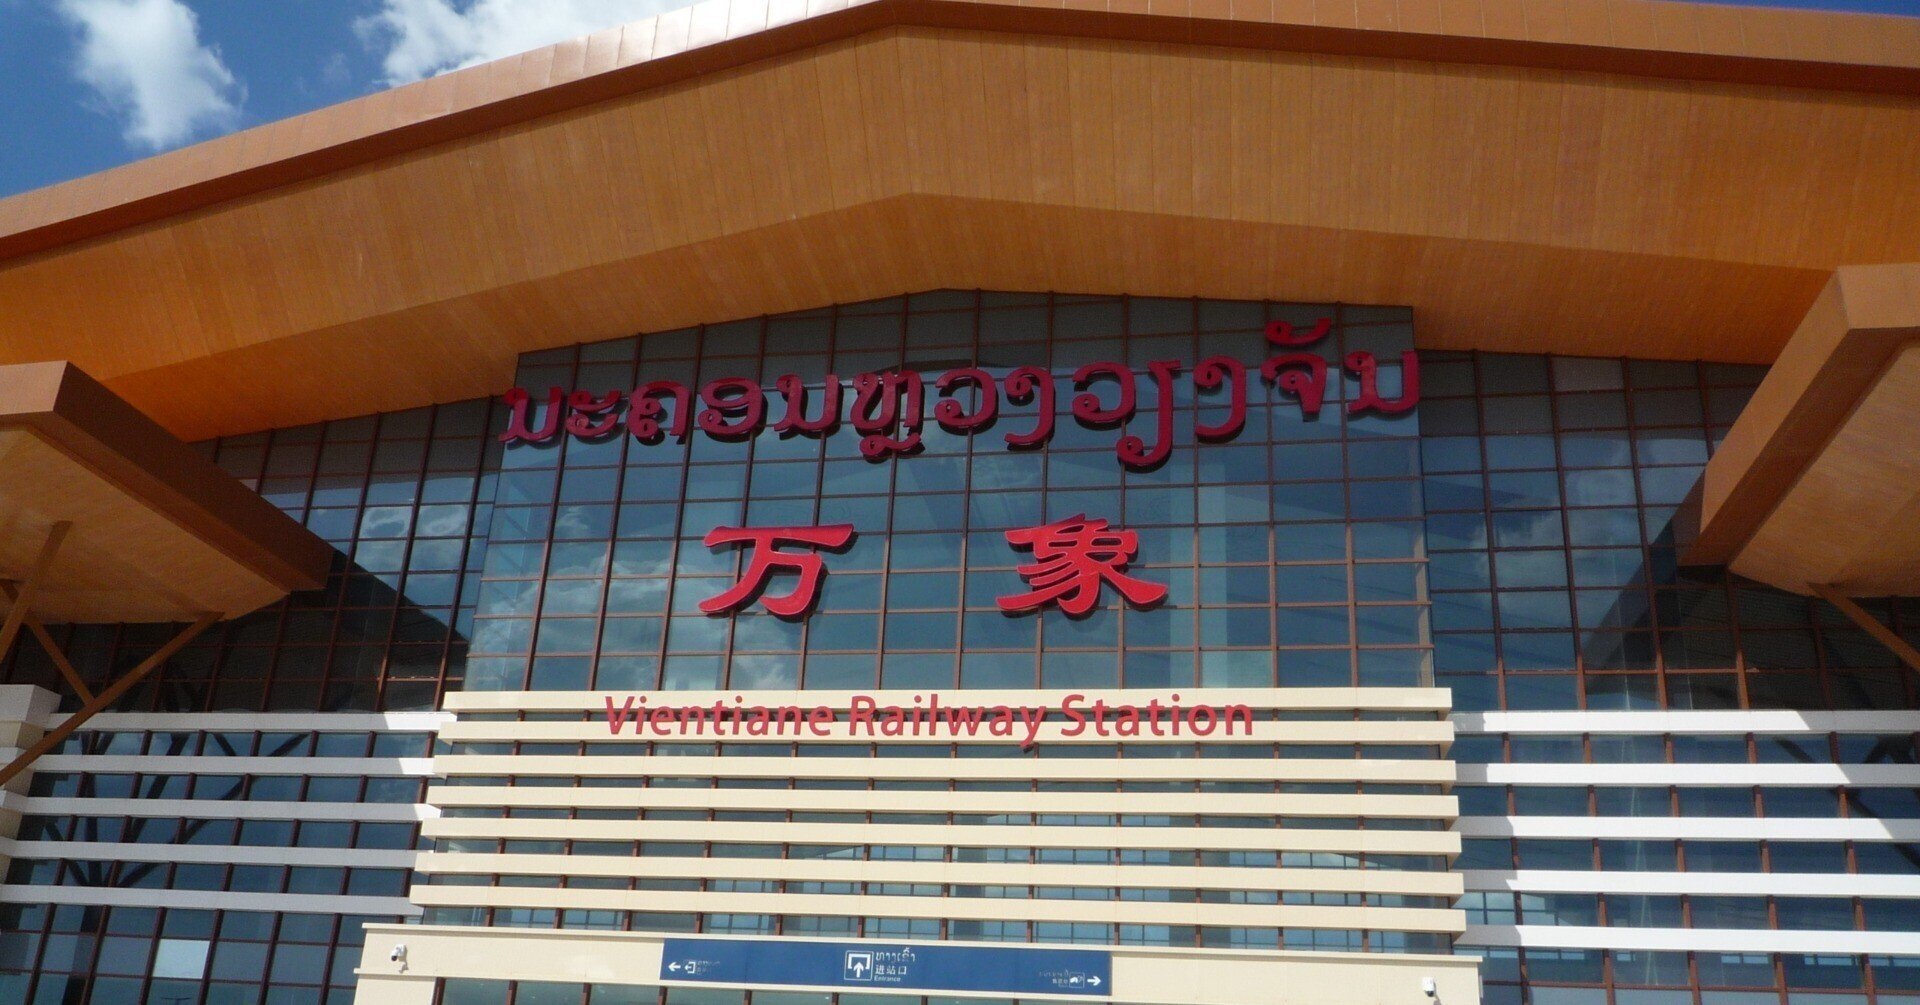 ນະຄອນຫຼວງວຽງຈັນ
万象
Vientiane Railway Station
ທາງເຂົ້າ
进站口
Entrance